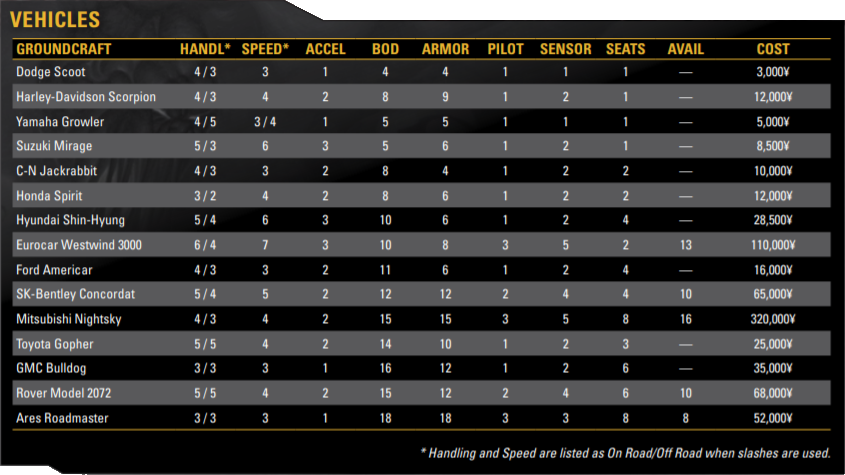 VEHICLES
GROUNDCRAFT HANDL* SPEED* ACCEL BOD ARMOR PILOT SENSOR SEATS AVAIL COST
Dodge Scoot 4 / 3 3 1 4 4 1 1 1 — 3,000¥
Harley-Davidson Scorpion 4 / 3 4 2 8 9 1 2 1 — 12,000¥
Yamaha Growler 4 / 5 3 / 4 1 5 5 1 1 1 — 5,000¥
Suzuki Mirage 5 / 3 6 3 5 6 1 2 1 — 8,500¥
C-N Jackrabbit 4 / 3 3 2 8 4 1 2 2 — 10,000¥
Honda Spirit 3 / 2 4 2 8 6 1 2 2 — 12,000¥
Hyundai Shin-Hyung 5 / 4 6 3 10 6 1 2 4 — 28,500¥
Eurocar Westwind 3000 6 / 4 7 3 10 8 3 5 2 13 110,000¥
Ford Americar 4 / 3 3 2 11 6 1 2 4 — 16,000¥
SK-Bentley Concordat 5 / 4 5 2 12 12 2 4 4 10 65,000¥
Mitsubishi Nightsky 4 / 3 4 2 15 15 3 5 8 16 320,000¥
Toyota Gopher 5 / 5 4 2 14 10 1 2 3 — 25,000¥
GMC Bulldog 3 / 3 3 1 16 12 1 2 6 — 35,000¥
Rover Model 2072 5 / 5 4 2 15 12 2 4 6 10 68,000¥
Ares Roadmaster 3 / 3 3 1 18 18 3 3 8 8 52,000¥
* Handling and Speed are listed as On Road/Off Road when slashes are used.